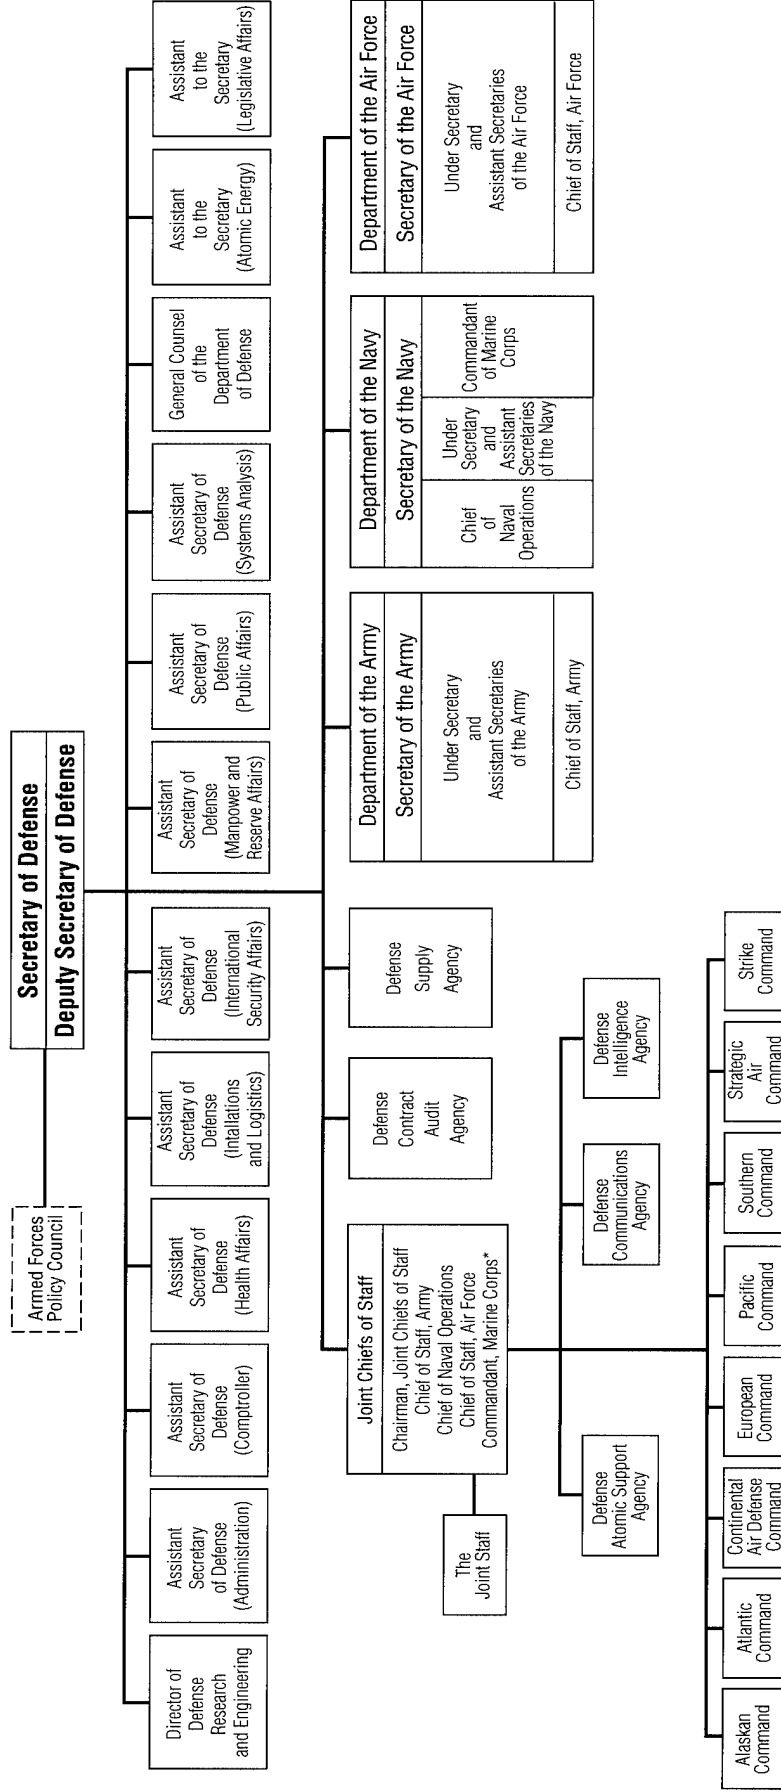 Secretary of Defense
Deputy Secretary of Defense
Armed Forces
Policy Council
Director of
Defense
Research
and Engineering
Assistant
Secretary
of Defense
(Administration)
Assistant
Secretary of
Defense
(Comptroller)
Assistant
Secretary of
Defense
(Health Affairs)
Assistant
Secretary of
Defense
(Intallations
and Logistics)
Assistant
Secretary of
Defense
(International
Security Affairs)
Assistant
Secretary of
Defense
(Manpower and
Reserve Affairs)
Assistant
Secretary of
Defense
(Public Affairs)
Assistant
Secretary of
Defense
(Systems Analysis)
General Counsel
of the
Department
of Defense
Assistant
to the
Secretary
(Atomic Energy)
Assistant
to the
Secretary
(Legislative Affairs)
Joint Chiefs of Staff
Chairman, Joint Chiefs of Staff
Chief of Staff, Army
Chief of Naval Operations
Chief of Staff, Air Force
Commandant, Marine Corps*
The
Joint Staff
Defense
Contract
Audit
Agency
Defense
Supply
Agency
Department of the Army
Secretary of the Army
Under Secretary
and
Assistant Secretaries
of the Army
Chief of Staff, Army
Department of the Navy
Secretary of the Navy
Chief
of
Naval
Operations
Under
Secretary
and
Assistant
Secretaries
of the Navy
Commandant
of Marine
Corps
Department of the Air Force
Secretary of the Air Force
Under Secretary
and
Assistant Secretaries
of the Air Force
Chief of Staff, Air Force
Defense
Atomic Support
Agency
Defense
Communications
Agency
Defense
Intelligence
Agency
Alaskan
Command
Atlantic
Command
Continental
Air Defense
Command
European
Command
Pacific
Command
Southern
Command
Strategic
Air
Command
Strike
Command